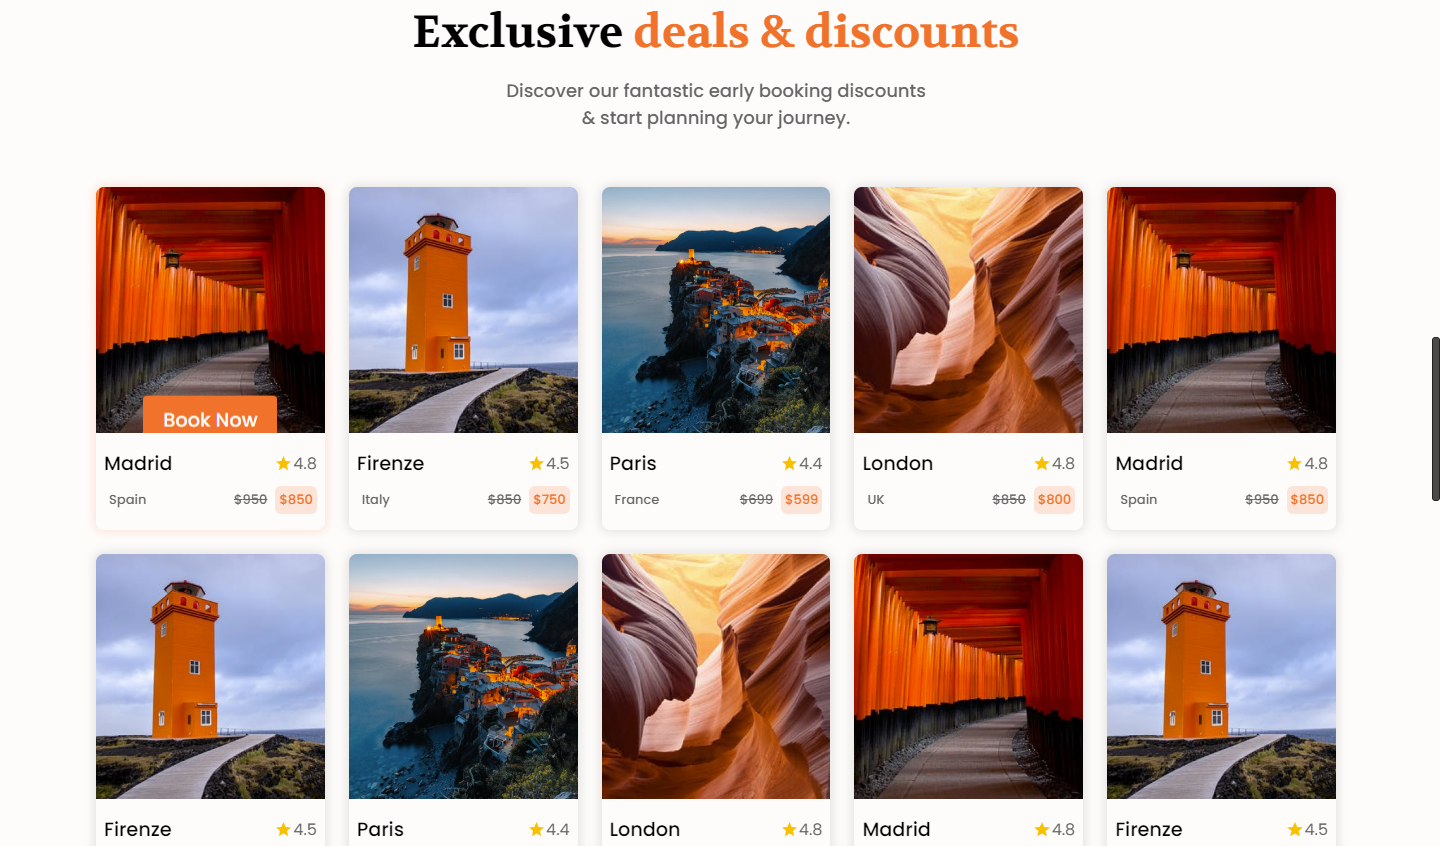 Exclusive deals & discounts
Discover our fantastic early booking discounts
& start planning your journey.
Book Now
Madrid 4.8
Spain $950 $850
Firenze 4.5
Italy $850 $750
Paris 4.4
France $699 $599
London 4.8
UK $850 $800
Madrid 4.8
Spain $950 $850
Firenze 4.5
Paris 4.4
London 4.8
Madrid 4.8
Firenze 4.5